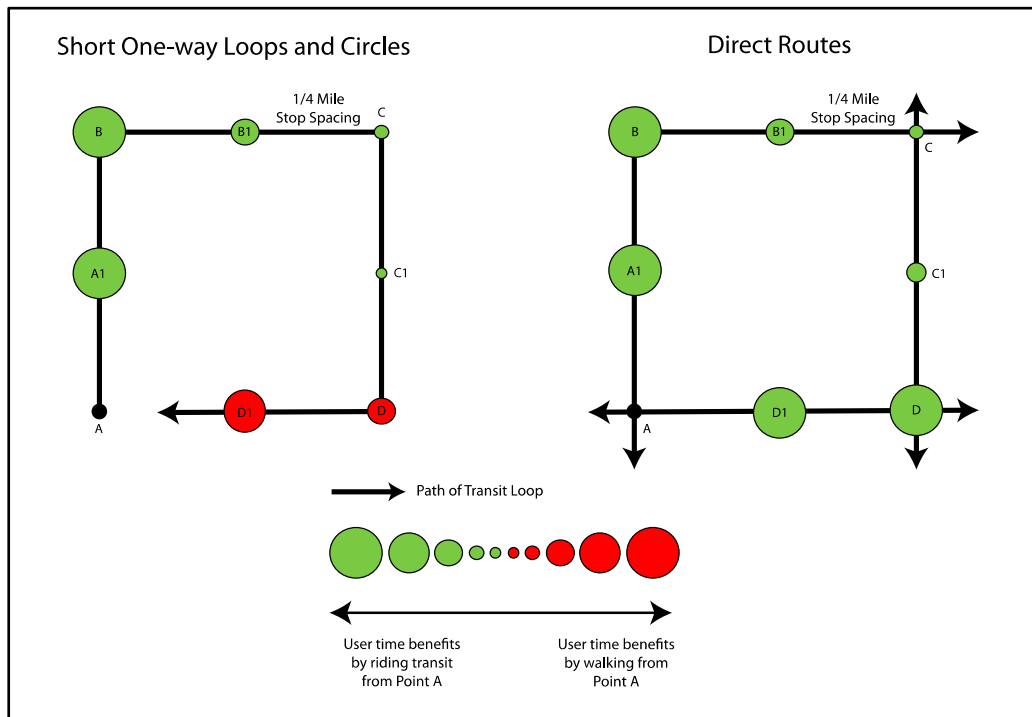 Short One-way Loops and Circles
1/4 Mile
Stop Spacing
B
B1
C
A1
C1
A
D1
D
Direct Routes
1/4 Mile
Stop Spacing
B
B1
C
A1
C1
A
D1
D
Path of Transit Loop
User time benefits
by riding transit
from Point A
User time benefits
by walking from
Point A